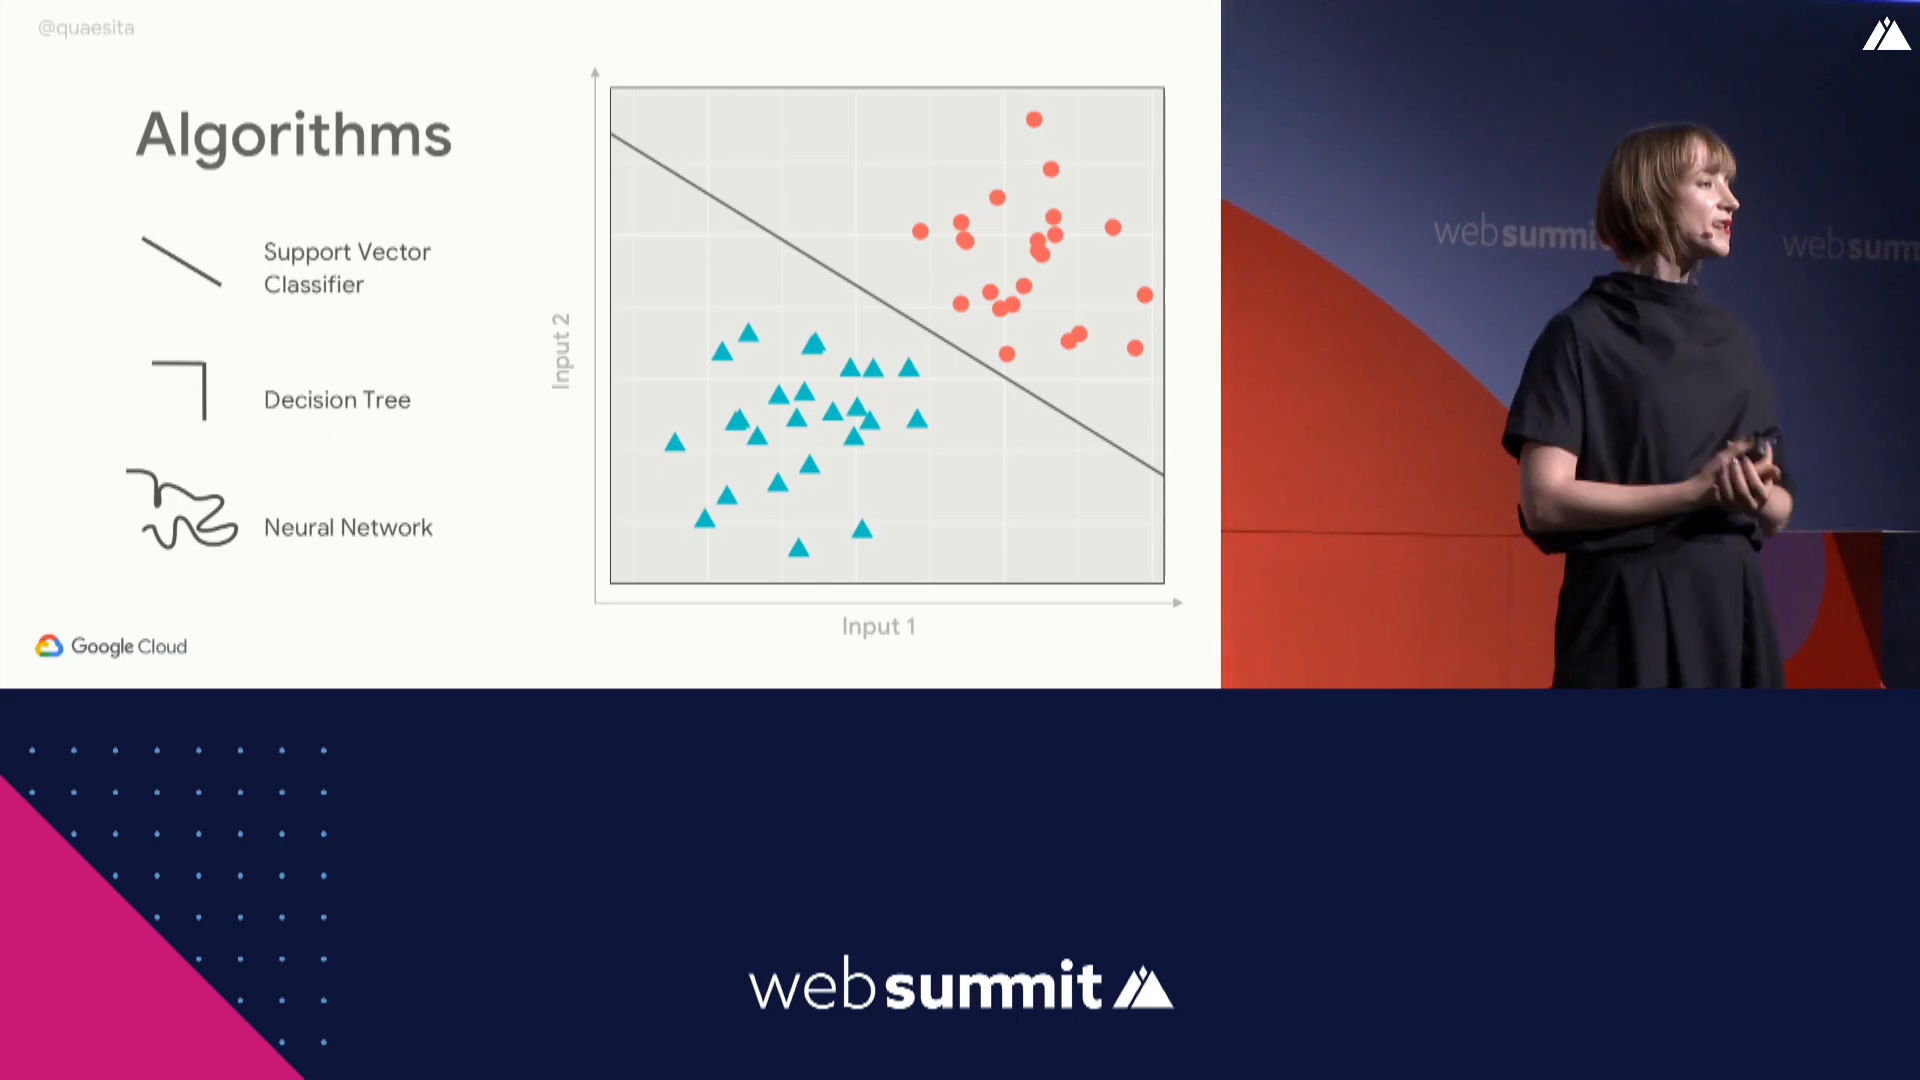 @quaesita
Algorithms
Support Vector
Classifier
Decision Tree
Neural Network
Google Cloud
Input 2
Input 1
websummit
websumm
websummit